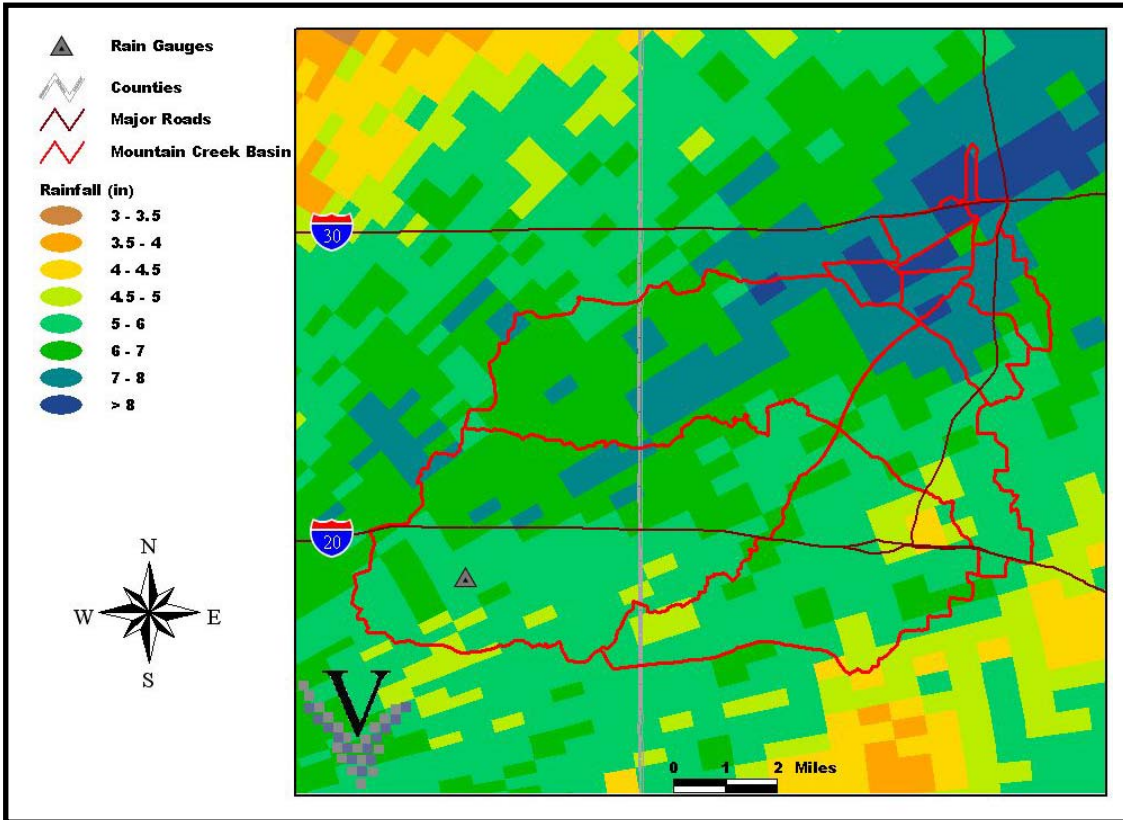 Rain Gauges
Counties
Major Roads
Mountain Creek Basin
Rainfall (in)
3 - 3.5
3.5 - 4
4 - 4.5
4.5 - 5
5 - 6
6 - 7
7 - 8
> 8
30
20
N
W E
S
V
0 1 2 Miles